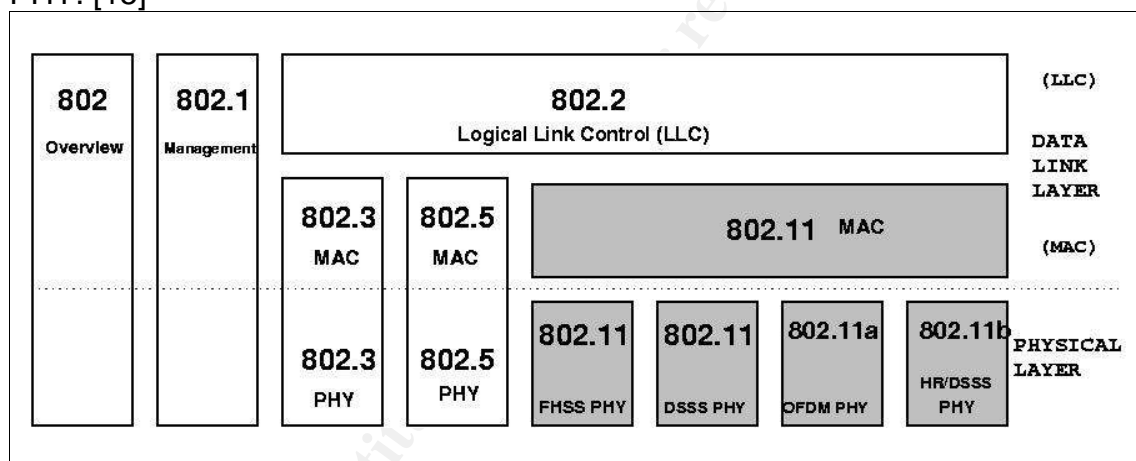 802
Overview
802.1
Management
802.2
Logical Link Control (LLC)
(LLC)
DATA
LINK
LAYER
(MAC)
802.3
MAC
802.5
MAC
802.11 MAC
802.3
PHY
802.5
PHY
802.11
FHSS PHY
802.11
DSSS PHY
802.11a
OFDM PHY
802.11b
HR/DSSS
PHY
PHYSICAL
LAYER